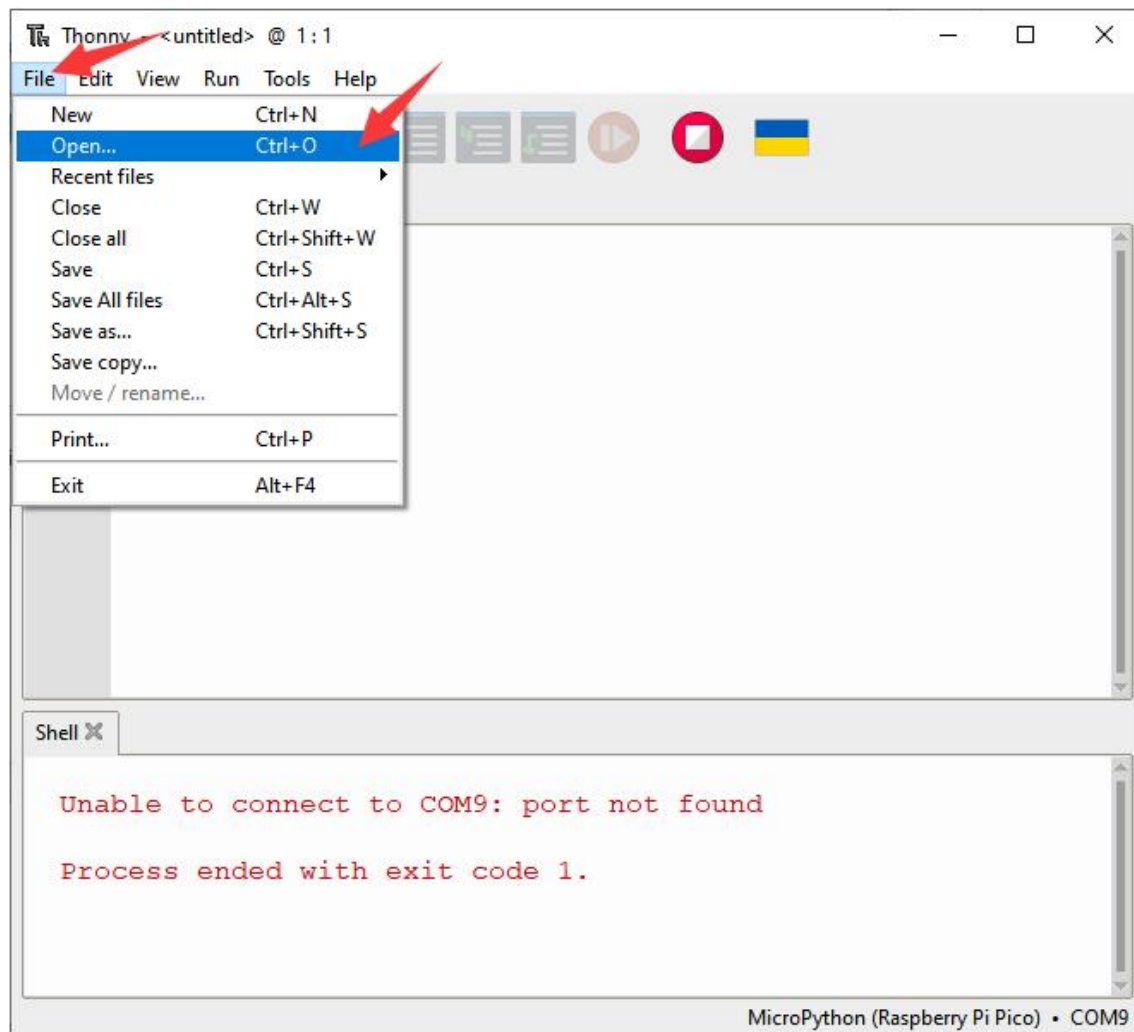 Thonny - <untitled> @ 1:1
File Edit View Run Tools Help
New Ctrl+N
Open... Ctrl+O
Recent files
Close Ctrl+W
Close all Ctrl+Shift+W
Save Ctrl+S
Save All files Ctrl+Alt+S
Save as... Ctrl+Shift+S
Save copy...
Move / rename...
Print... Ctrl+P
Exit Alt+F4
Shell
Unable to connect to COM9: port not found
Process ended with exit code 1.
MicroPython (Raspberry Pi Pico) • COM9